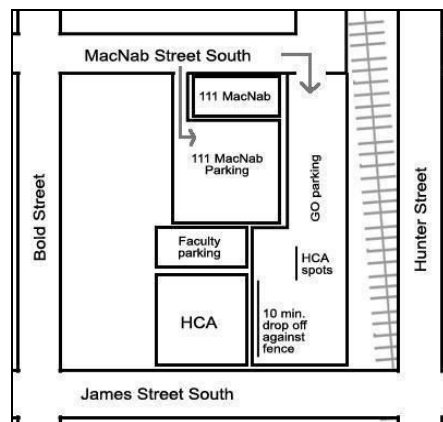 MacNab Street South
111 MacNab
111 MacNab
Parking
GO parking
Bold Street
Hunter Street
Faculty
parking
HCA
spots
HCA
10 min.
drop off
against
fence
James Street South